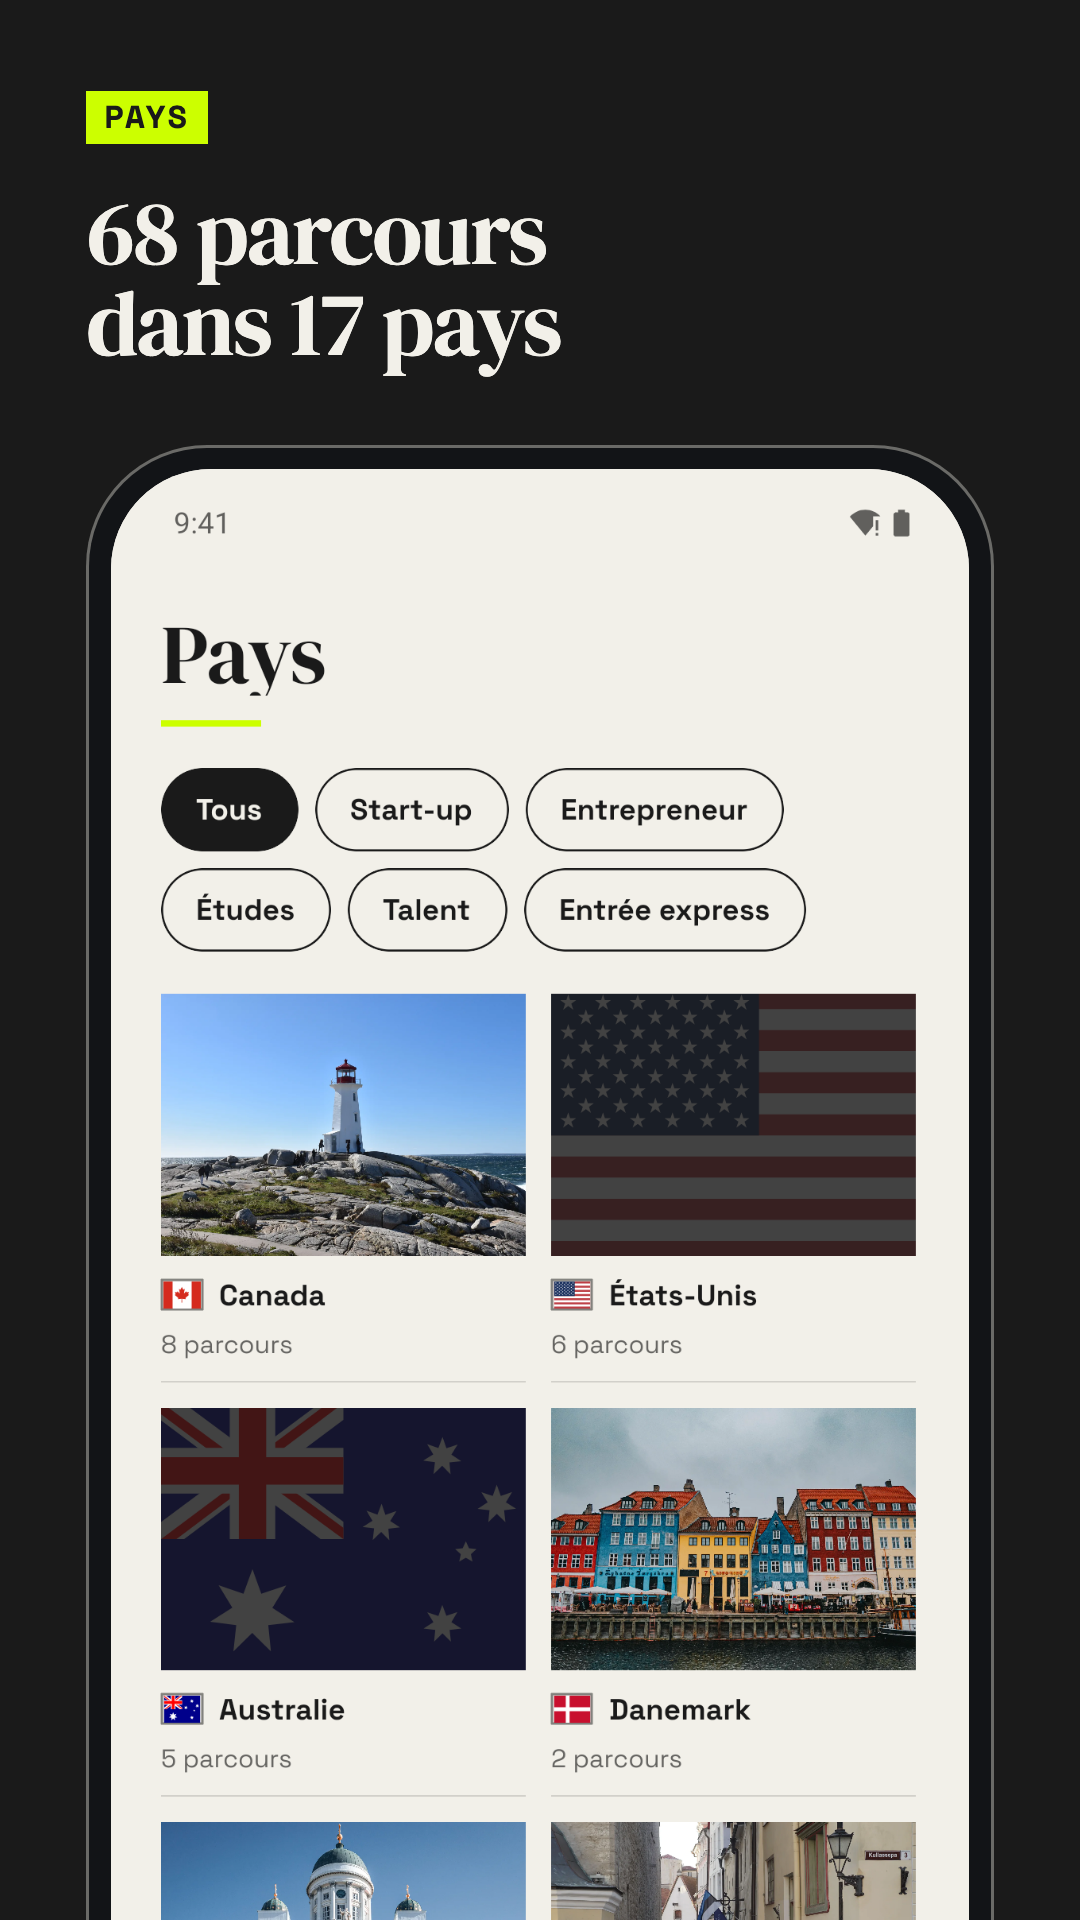 PAYS
68 parcours
dans 17 pays
9:41
Pays
Tous
Start-up
Entrepreneur
Études
Talent
Entrée express
Canada
États-Unis
8 parcours
6 parcours
Australie
Danemark
5 parcours
2 parcours